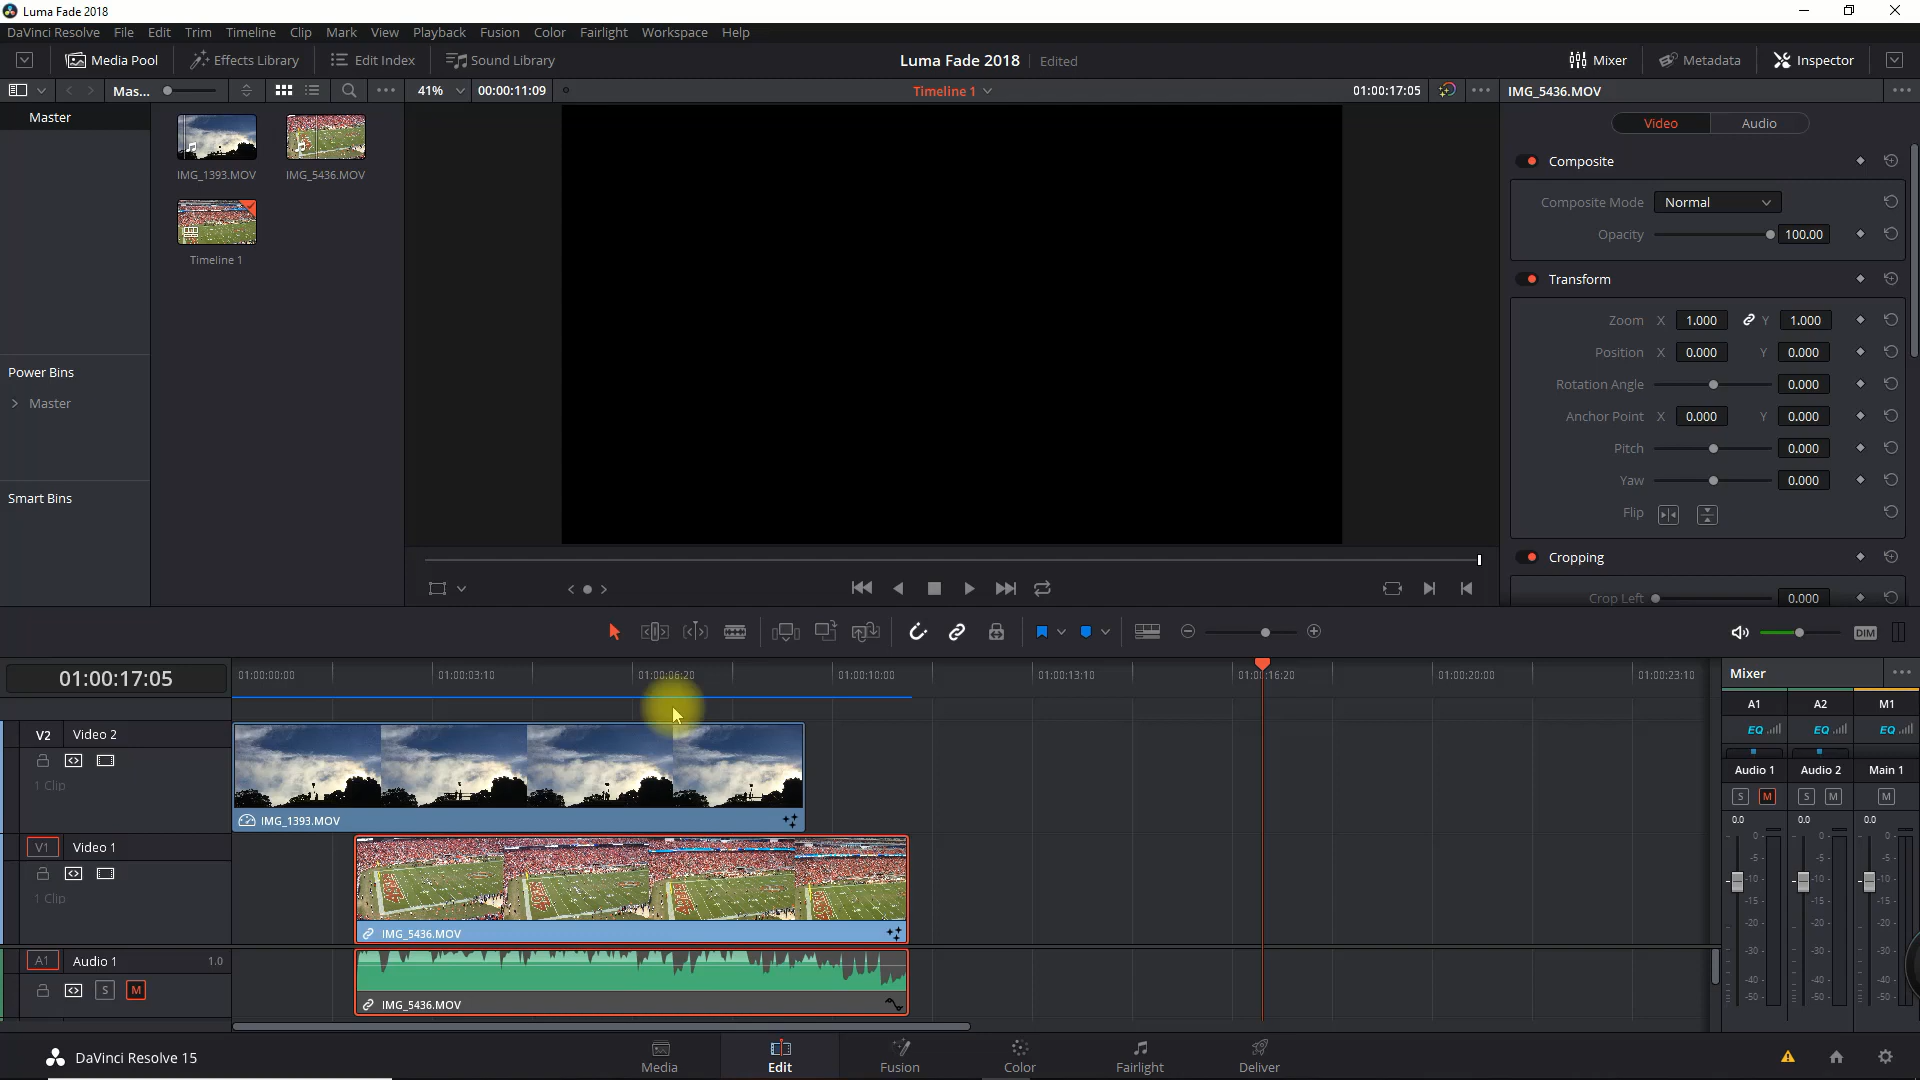 Luma Fade 2018
DaVinci Resolve File Edit Trim Timeline Clip Mark View Playback Fusion Color Fairlight Workspace Help
Media Pool Effects Library Edit Index Sound Library Luma Fade 2018 Edited Mixer Metadata Inspector
Mas... 41% 00:00:11:09 Timeline 1 01:00:17:05 IMG_5436.MOV
Master
Video Audio
IMG_1393.MOV IMG_5436.MOV
Timeline 1
Power Bins
Master
Smart Bins
Composite
Composite Mode Normal
Opacity 100.00
Transform
Zoom X 1.000 Y 1.000
Position X 0.000 Y 0.000
Rotation Angle 0.000
Anchor Point X 0.000 Y 0.000
Pitch 0.000
Yaw 0.000
Flip
Cropping
Crop Left 0.000
DIM
01:00:17:05 01:00:00:00 01:00:03:10 01:00:06:20 01:00:10:00 01:00:13:10 01:00:16:20 01:00:20:00 01:00:23:10
V2 Video 2
1 Clip
IMG_1393.MOV
V1 Video 1
1 Clip
IMG_5436.MOV
A1 Audio 1 1.0
S M
IMG_5436.MOV
Mixer
A1 A2 M1
EQ EQ EQ
Audio 1 Audio 2 Main 1
S M S M M
0.0 0.0 0.0
0 0 0
-5 -5 -5
-10 -10 -10
-15 -15 -15
-20 -20 -20
-30 -30 -30
-40 -40 -40
-50 -50 -50
DaVinci Resolve 15 Media Edit Fusion Color Fairlight Deliver